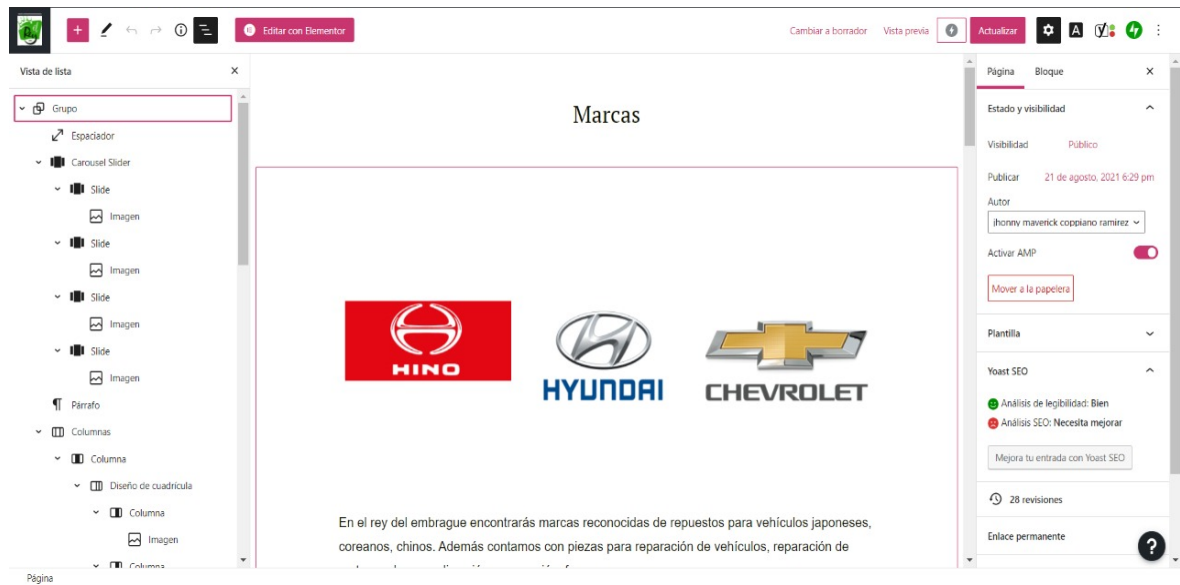 Editar con Elementor
Cambiar a borrador
Vista previa
Actualizar
A
Vista de lista
Grupo
Espaciador
Carousel Slider
Slide
Imagen
Slide
Imagen
Slide
Imagen
Slide
Imagen
Párrafo
Columnas
Columna
Diseño de cuadrícula
Columna
Imagen
Columna
Página
Marcas
HINO
HYUNDAI
CHEVROLET
En el rey del embrague encontrarás marcas reconocidas de repuestos para vehículos japoneses,
coreanos, chinos. Además contamos con piezas para reparación de vehículos, reparación de
Página
Bloque
Estado y visibilidad
Visibilidad
Público
Publicar
21 de agosto, 2021 6:29 pm
Autor
jhonny maverick coppiano ramirez
Activar AMP
Mover a la papelera
Plantilla
Yoast SEO
Análisis de legibilidad: Bien
Análisis SEO: Necesita mejorar
Mejora tu entrada con Yoast SEO
28 revisiones
Enlace permanente
?